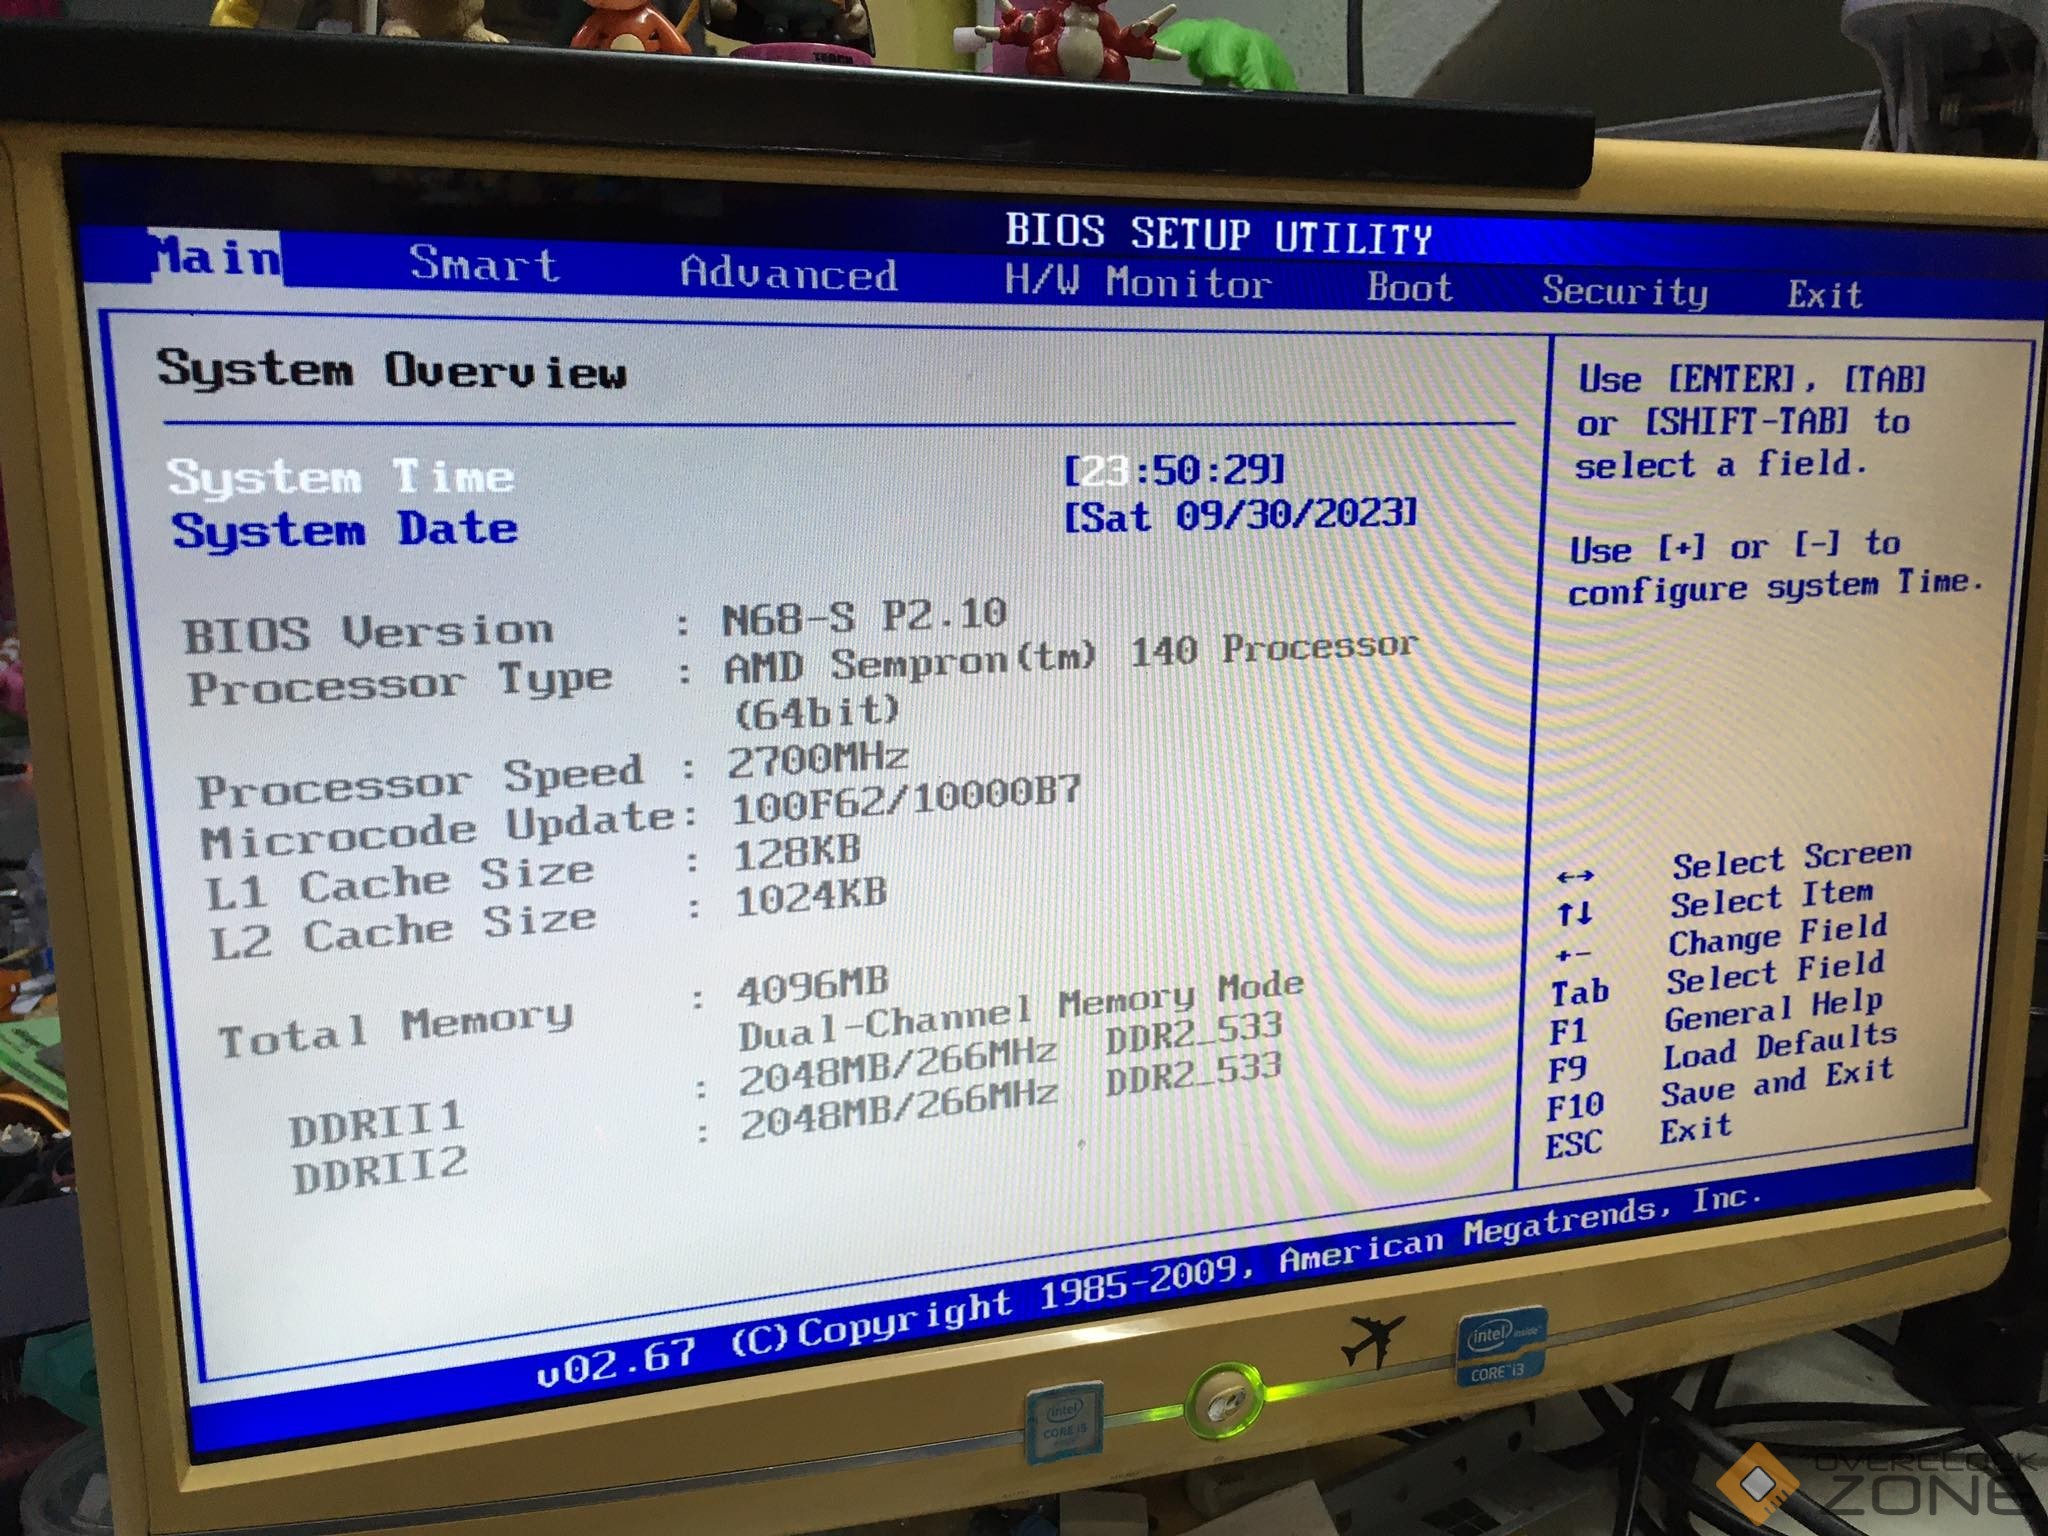 BIOS SETUP UTILITY
Main Smart Advanced H/W Monitor Boot Security Exit
System Overview
System Time [23:50:29]
System Date [Sat 09/30/2023]
BIOS Version : N68-S P2.10
Processor Type : AMD Sempron(tm) 140 Processor
(64bit)
Processor Speed : 2700MHz
Microcode Update: 100F62/10000B7
L1 Cache Size : 128KB
L2 Cache Size : 1024KB
Total Memory : 4096MB
Dual-Channel Memory Mode
DDRII1 : 2048MB/266MHz DDR2_533
DDRII2 : 2048MB/266MHz DDR2_533
Use [ENTER], [TAB]
or [SHIFT-TAB] to
select a field.
Use [+] or [-] to
configure system Time.
↔ Select Screen
↑↓ Select Item
+- Change Field
Tab Select Field
F1 General Help
F9 Load Defaults
F10 Save and Exit
ESC Exit
v02.67 (C)Copyright 1985-2009, American Megatrends, Inc.
intel inside™
CORE™ i3
intel
CORE i5
OVERCLOCK
ZONE